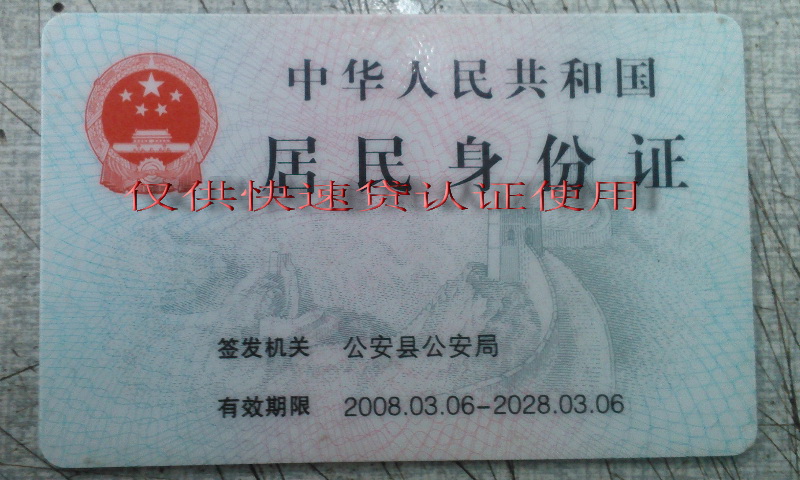 中华人民共和国
居民身份证
仅供快速贷认证使用
签发机关 公安县公安局
有效期限 2008.03.06-2028.03.06